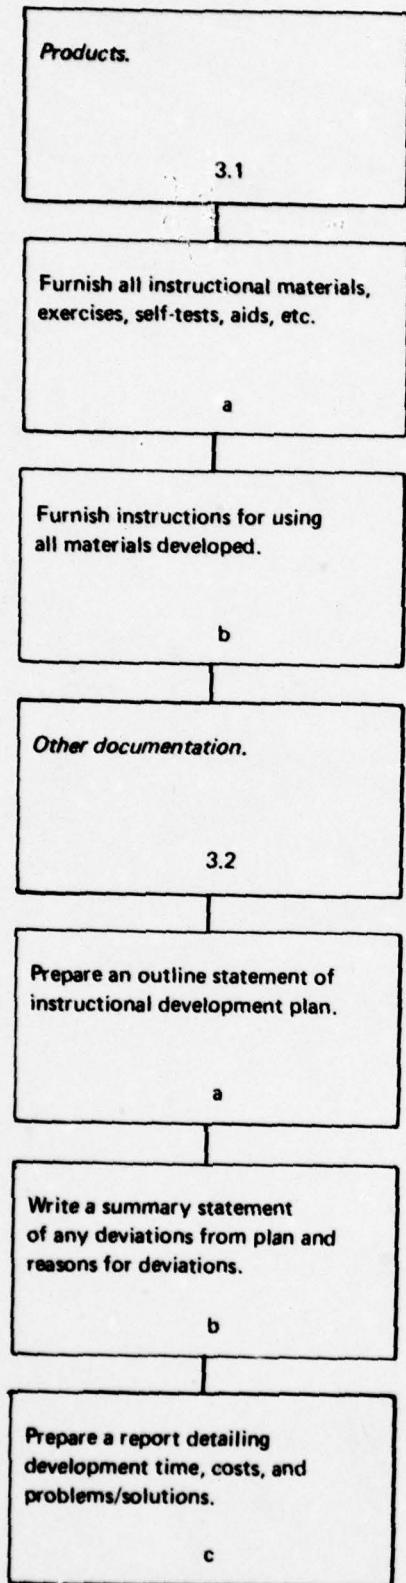 Products.
3.1
Furnish all instructional materials,
exercises, self-tests, aids, etc.
a
Furnish instructions for using
all materials developed.
b
Other documentation.
3.2
Prepare an outline statement of
instructional development plan.
a
Write a summary statement
of any deviations from plan and
reasons for deviations.
b
Prepare a report detailing
development time, costs, and
problems/solutions.
c